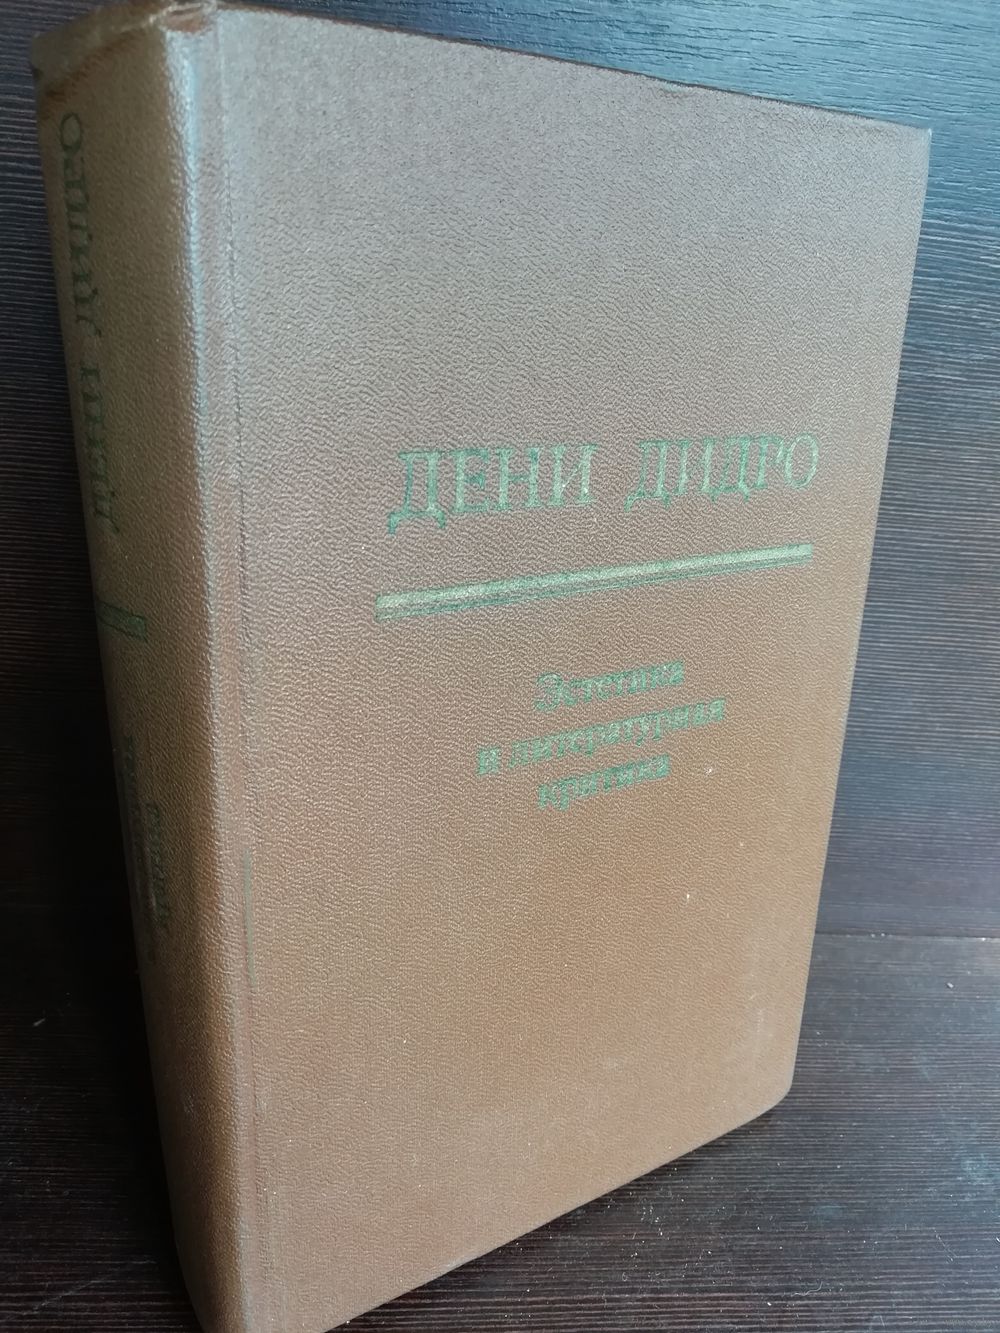 ДЕНИ ДИДРО
Эстетика
и литературная
критика
ДЕНИ ДИДРО